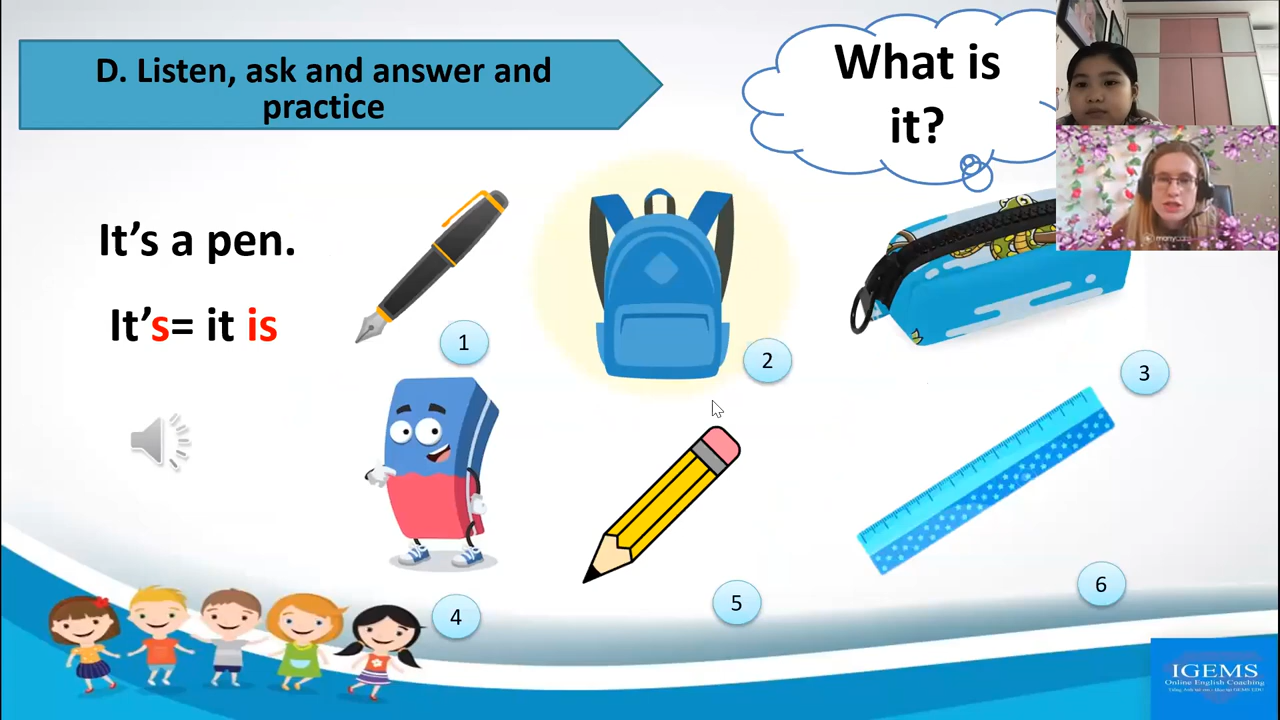 D. Listen, ask and answer and
practice
What is
it?
It's a pen.
It's= it is
1
2
3
4
5
6
IGEMS
Online English Coaching